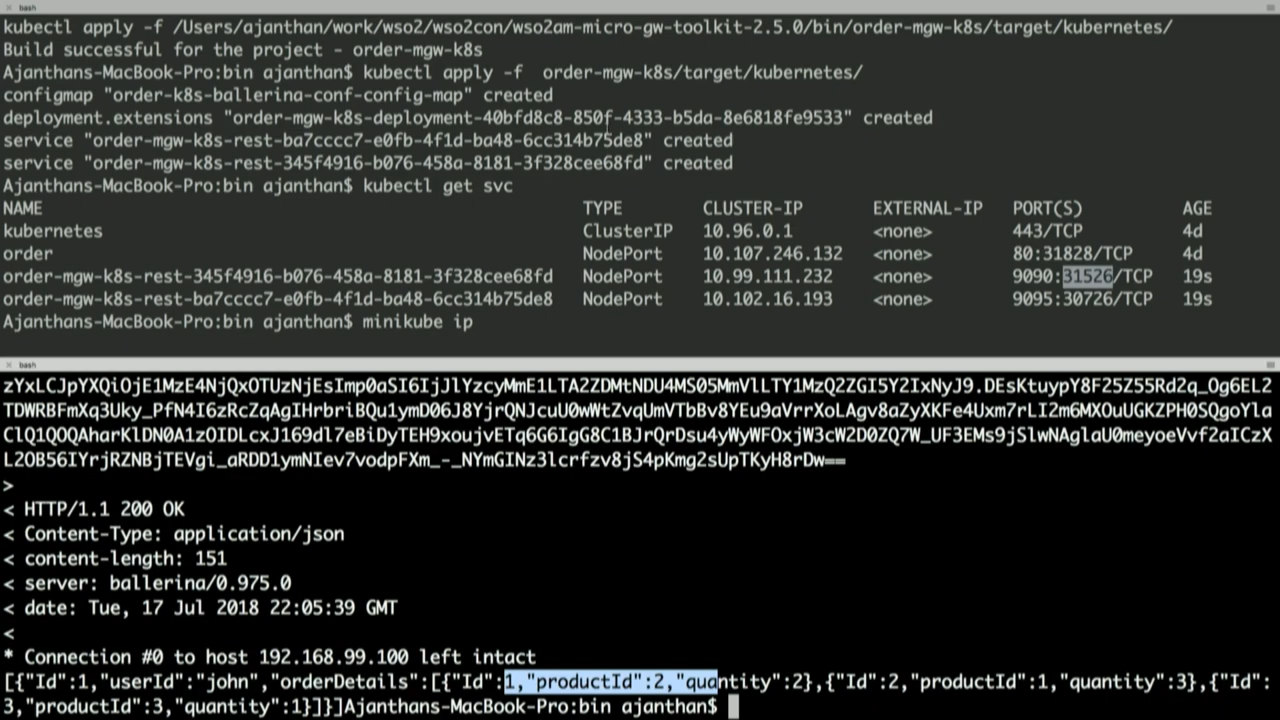 bash
kubectl apply -f /Users/ajanthan/work/wso2/wso2con/wso2am-micro-gw-toolkit-2.5.0/bin/order-mgw-k8s/target/kubernetes/
Build successful for the project - order-mgw-k8s
Ajanthans-MacBook-Pro:bin ajanthan$ kubectl apply -f  order-mgw-k8s/target/kubernetes/
configmap "order-k8s-ballerina-conf-config-map" created
deployment.extensions "order-mgw-k8s-deployment-40bfd8c8-850f-4333-b5da-8e6818fe9533" created
service "order-mgw-k8s-rest-ba7cccc7-e0fb-4f1d-ba48-6cc314b75de8" created
service "order-mgw-k8s-rest-345f4916-b076-458a-8181-3f328cee68fd" created
Ajanthans-MacBook-Pro:bin ajanthan$ kubectl get svc
NAME TYPE CLUSTER-IP EXTERNAL-IP PORT(S) AGE
kubernetes ClusterIP 10.96.0.1 <none> 443/TCP 4d
order NodePort 10.107.246.132 <none> 80:31828/TCP 4d
order-mgw-k8s-rest-345f4916-b076-458a-8181-3f328cee68fd NodePort 10.99.111.232 <none> 9090:31526/TCP 19s
order-mgw-k8s-rest-ba7cccc7-e0fb-4f1d-ba48-6cc314b75de8 NodePort 10.102.16.193 <none> 9095:30726/TCP 19s
Ajanthans-MacBook-Pro:bin ajanthan$ minikube ip
bash
zYxLCJpYXQiOjE1MzE4NjQxOTUzNjEsImp0aSI6IjJlYzcyMmE1LTA2ZDMtNDU4MS05MmVlLTY1MzQ2ZGI5Y2IxNyJ9.DEsKtuypY8F25Z55Rd2q_Og6EL2
TDWRBFmXq3Uky_PfN4I6zRcZqAgIHrbriBQu1ymD06J8YjrQNJcuU0wWtZvqUmVTbBv8YEu9aVrrXoLAgv8aZyXKFe4Uxm7rLI2m6MXOuUGKZPH0SQgoYla
ClQ1QOQAharKlDN0A1zOIDLcxJ169dl7eBiDyTEH9xoujvETq6G6IgG8C1BJrQrDsu4yWyWFOxjW3cW2D0ZQ7W_UF3EMs9jSlwNAglaU0meyoeVvf2aICzX
L2OB56IYrjRZNBjTEVgi_aRDD1ymNIev7vodpFXm_-_NYmGINz3lcrfzv8jS4pKmg2sUpTKyH8rDw==
>
< HTTP/1.1 200 OK
< Content-Type: application/json
< content-length: 151
< server: ballerina/0.975.0
< date: Tue, 17 Jul 2018 22:05:39 GMT
<
* Connection #0 to host 192.168.99.100 left intact
[{"Id":1,"userId":"john","orderDetails":[{"Id":1,"productId":2,"quantity":2},{"Id":2,"productId":1,"quantity":3},{"Id":
3,"productId":3,"quantity":1}]}]Ajanthans-MacBook-Pro:bin ajanthan$